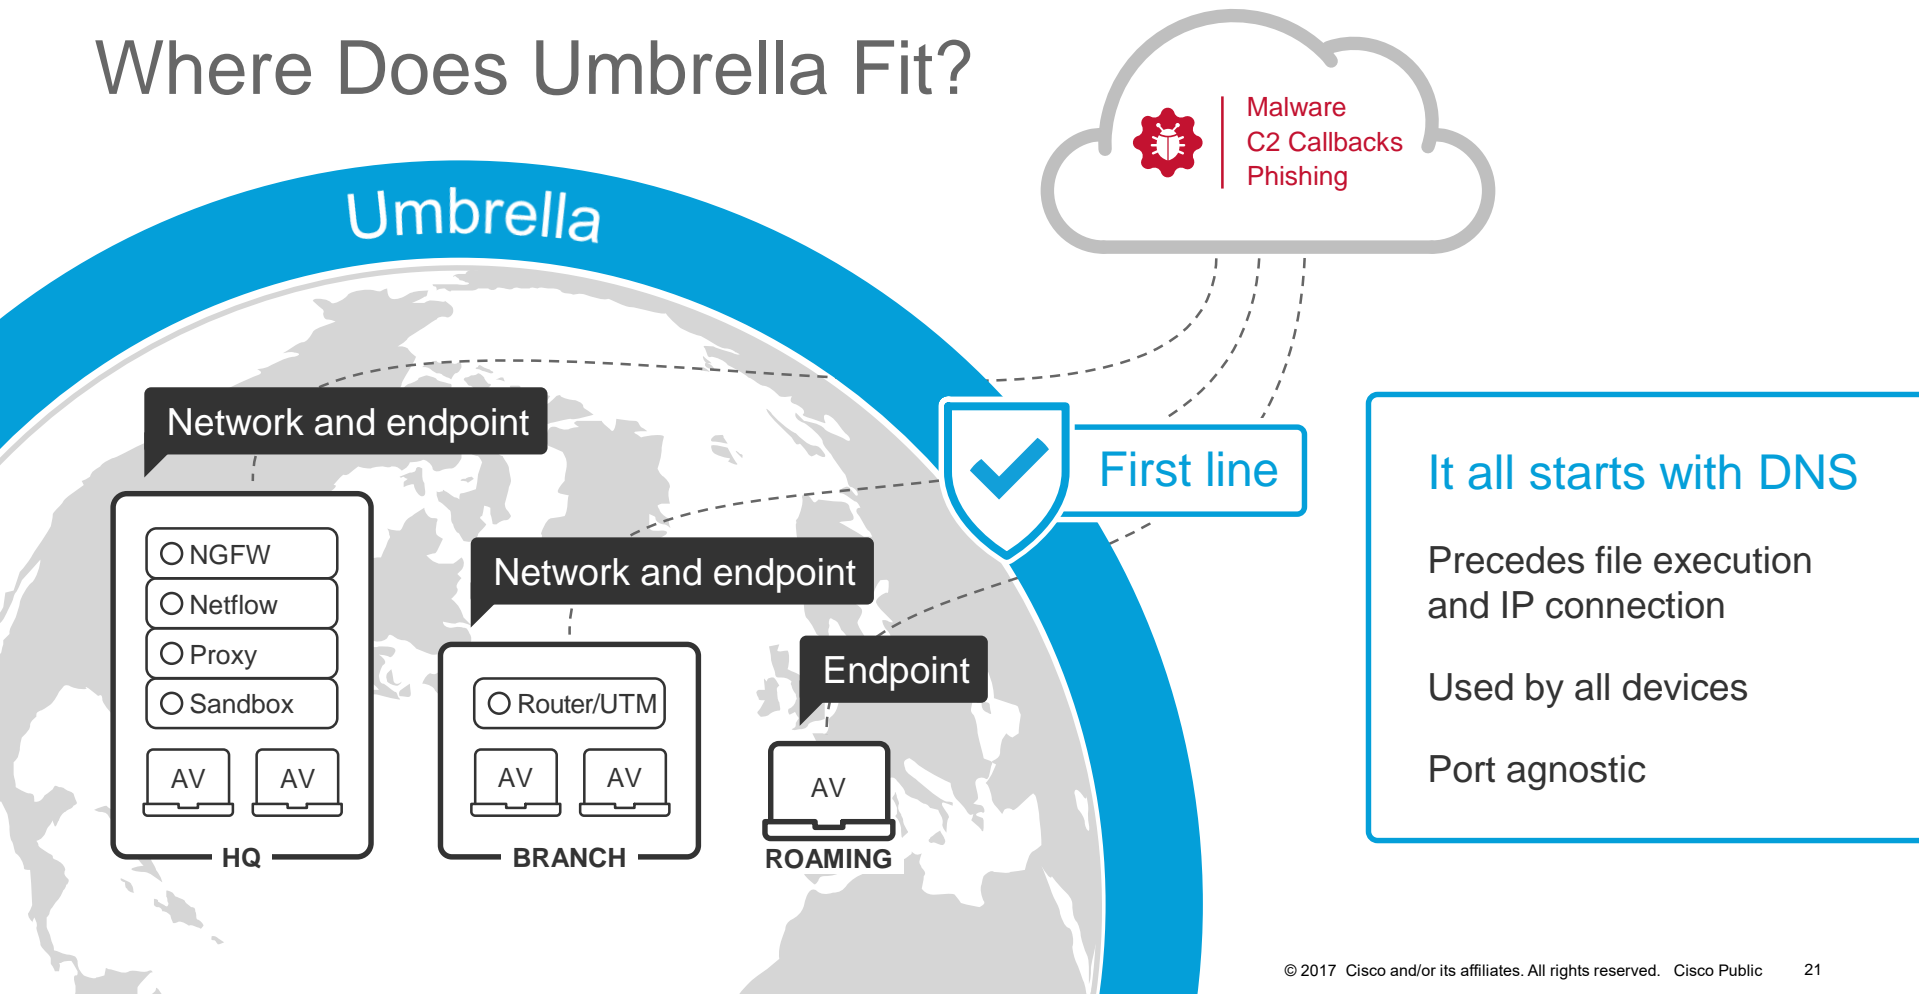 Where Does Umbrella Fit?
Malware
C2 Callbacks
Phishing
Umbrella
Network and endpoint
NGFW
Netflow
Proxy
Sandbox
AV AV
HQ
Network and endpoint
Router/UTM
AV AV
BRANCH
Endpoint
AV
ROAMING
First line
It all starts with DNS
Precedes file execution
and IP connection
Used by all devices
Port agnostic
© 2017 Cisco and/or its affiliates. All rights reserved. Cisco Public 21